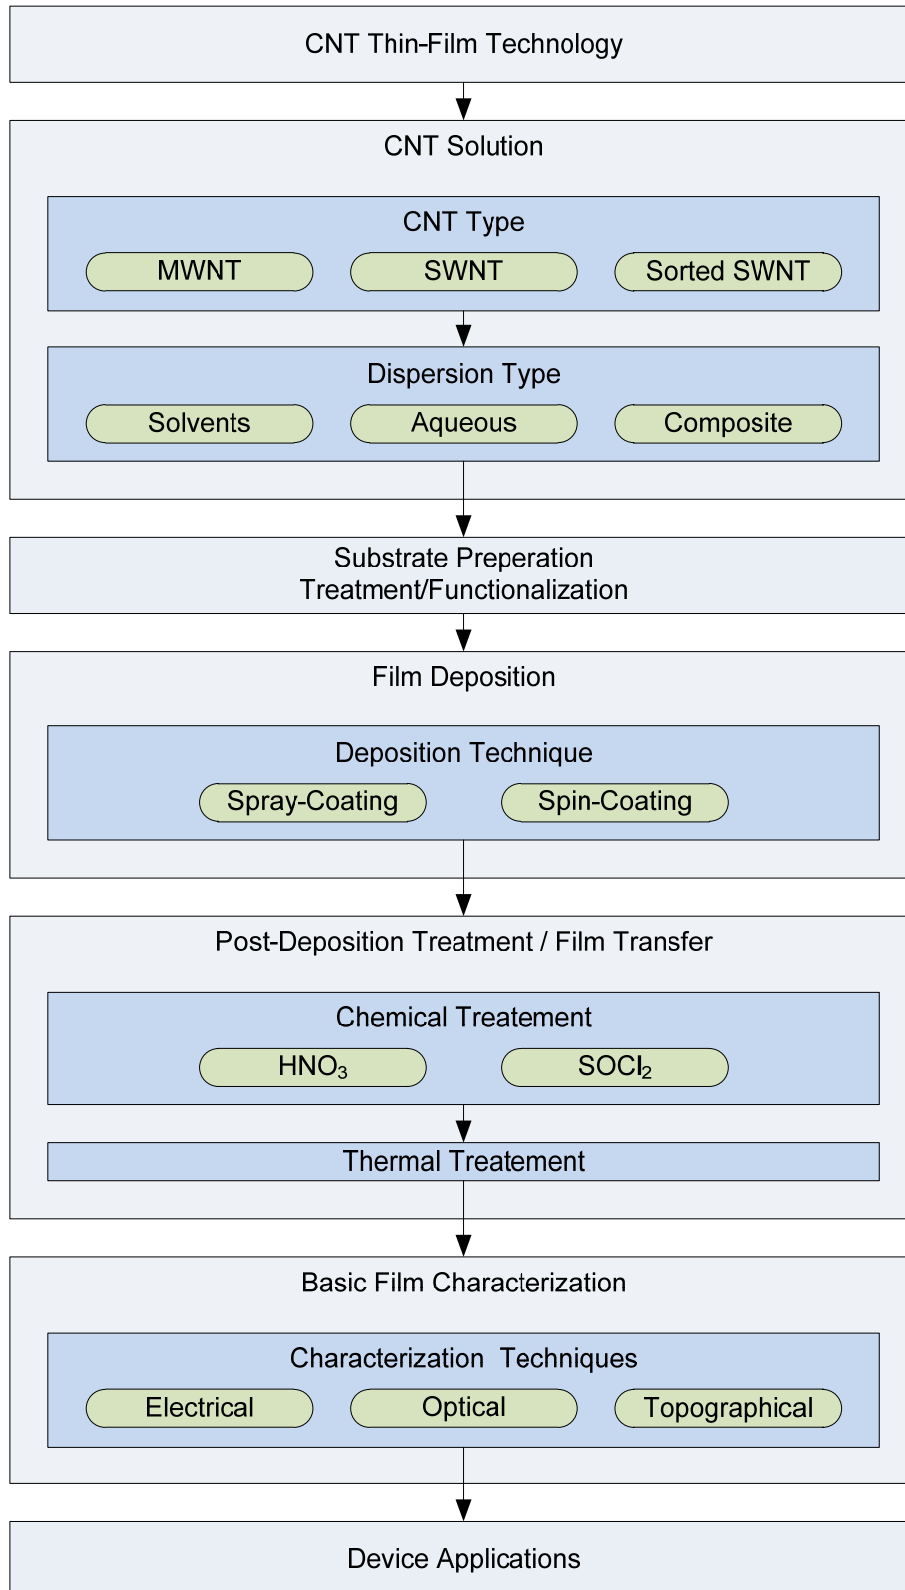 CNT Thin-Film Technology
CNT Solution
CNT Type
MWNT
SWNT
Sorted SWNT
Dispersion Type
Solvents
Aqueous
Composite
Substrate Preperation
Treatment/Functionalization
Film Deposition
Deposition Technique
Spray-Coating
Spin-Coating
Post-Deposition Treatment / Film Transfer
Chemical Treatement
HNO₃
SOCl₂
Thermal Treatement
Basic Film Characterization
Characterization Techniques
Electrical
Optical
Topographical
Device Applications